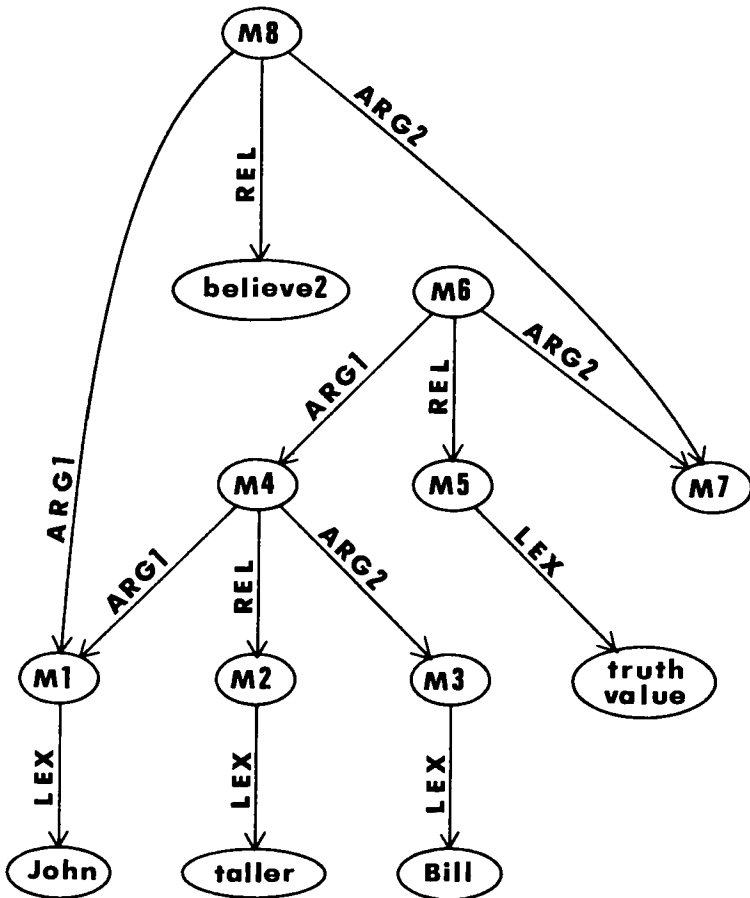 M8
ARG2
REL
believe2
M6
ARG1
REL
ARG2
ARG1
M4
M5
M7
ARG1
REL
ARG2
LEX
M1
M2
M3
truth
value
LEX
LEX
LEX
John
taller
Bill